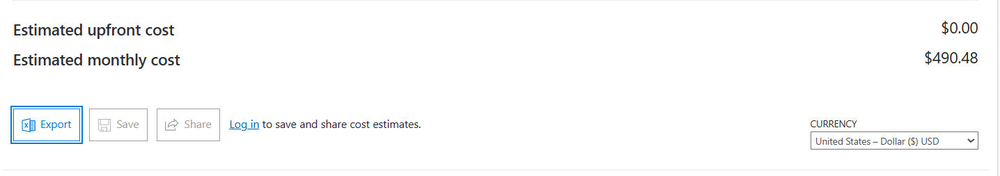 Estimated upfront cost $0.00
Estimated monthly cost $490.48
Export Save Share Log in to save and share cost estimates.
CURRENCY
United States – Dollar ($) USD